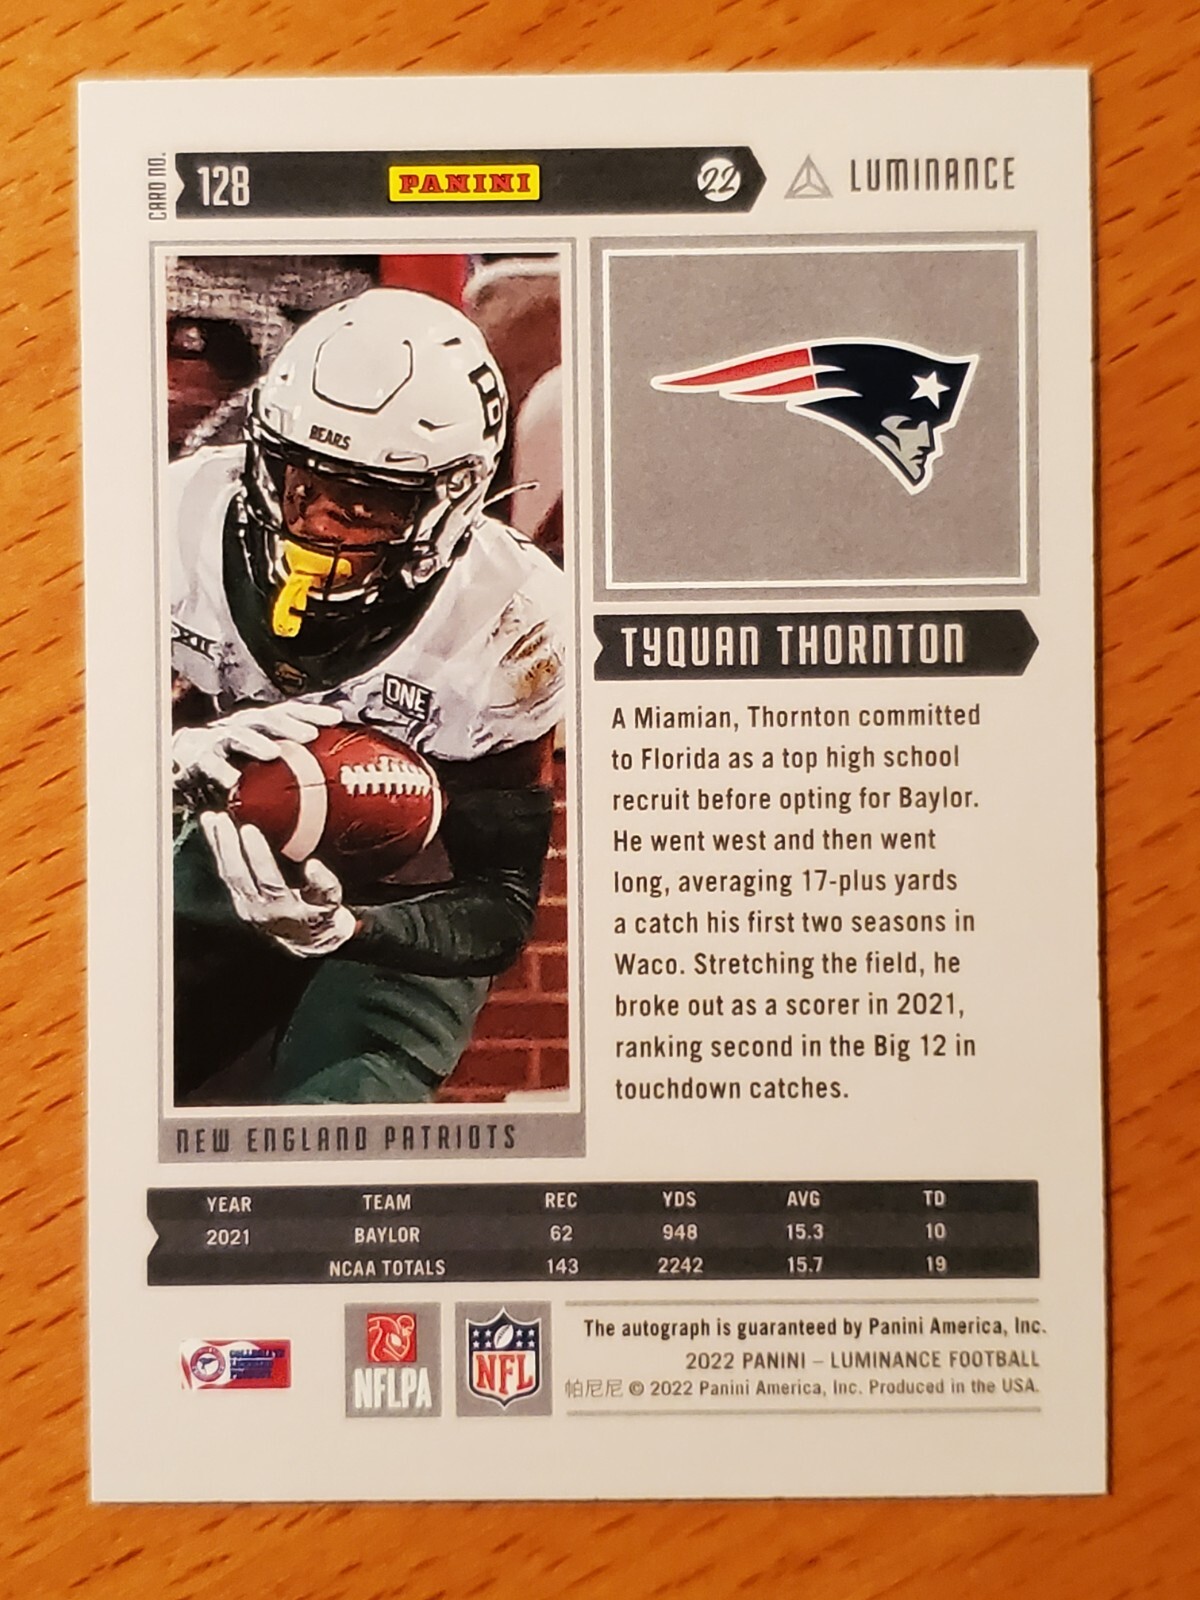 CARD NO.
128
PANINI
22
LUMINANCE
BEARS
B
ONE
TYQUAN THORNTON
A Miamian, Thornton committed
to Florida as a top high school
recruit before opting for Baylor.
He went west and then went
long, averaging 17-plus yards
a catch his first two seasons in
Waco. Stretching the field, he
broke out as a scorer in 2021,
ranking second in the Big 12 in
touchdown catches.
NEW ENGLAND PATRIOTS
YEAR TEAM REC YDS AVG TD
2021 BAYLOR 62 948 15.3 10
NCAA TOTALS 143 2242 15.7 19
COLLEGIATE
LICENSED
PRODUCT
NFLPA
NFL
The autograph is guaranteed by Panini America, Inc.
2022 PANINI – LUMINANCE FOOTBALL
帕尼尼 © 2022 Panini America, Inc. Produced in the USA.